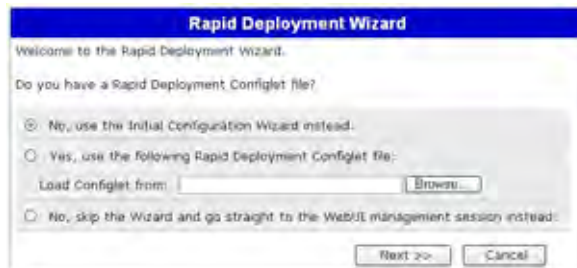 Rapid Deployment Wizard
Welcome to the Rapid Deployment Wizard.
Do you have a Rapid Deployment Configlet file?
No, use the Initial Configuration Wizard instead.
Yes, use the following Rapid Deployment Configlet file:
Load Configlet from: Browse...
No, skip the Wizard and go straight to the WebUI management session instead.
Next >> Cancel